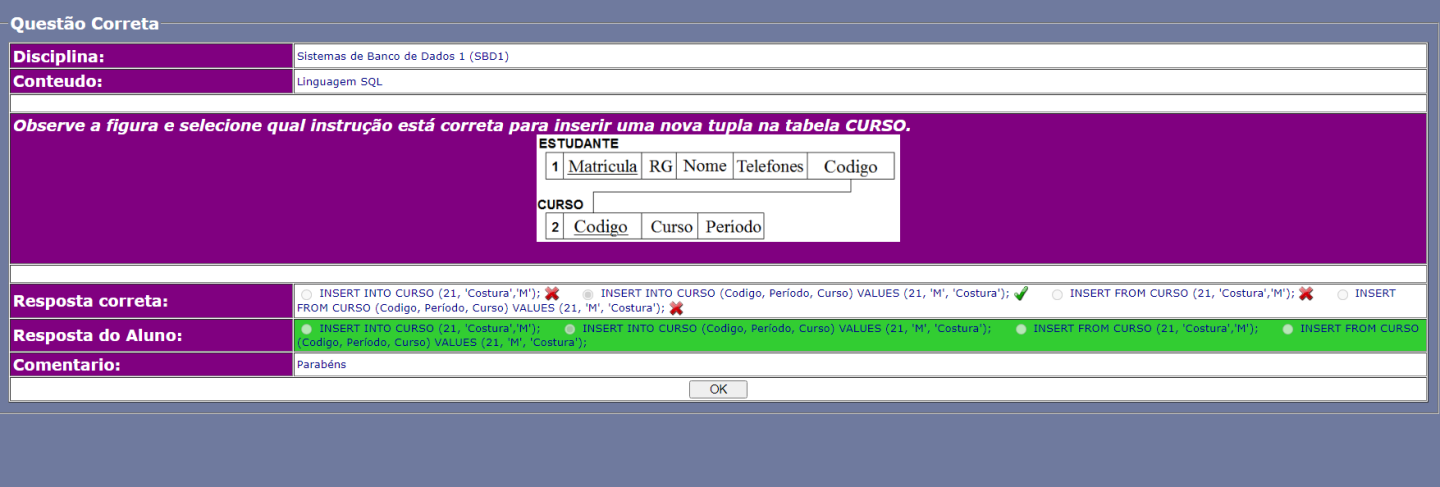 Questão Correta
Disciplina: Sistemas de Banco de Dados 1 (SBD1)
Conteudo: Linguagem SQL
Observe a figura e selecione qual instrução está correta para inserir uma nova tupla na tabela CURSO.
ESTUDANTE
1 Matricula RG Nome Telefones Codigo
CURSO
2 Codigo Curso Periodo
Resposta correta: INSERT INTO CURSO (21, 'Costura','M'); INSERT INTO CURSO (Codigo, Período, Curso) VALUES (21, 'M', 'Costura'); INSERT FROM CURSO (21, 'Costura','M'); INSERT
FROM CURSO (Codigo, Período, Curso) VALUES (21, 'M', 'Costura');
Resposta do Aluno: INSERT INTO CURSO (21, 'Costura','M'); INSERT INTO CURSO (Codigo, Período, Curso) VALUES (21, 'M', 'Costura'); INSERT FROM CURSO (21, 'Costura','M'); INSERT FROM CURSO
(Codigo, Período, Curso) VALUES (21, 'M', 'Costura');
Comentario: Parabéns
OK